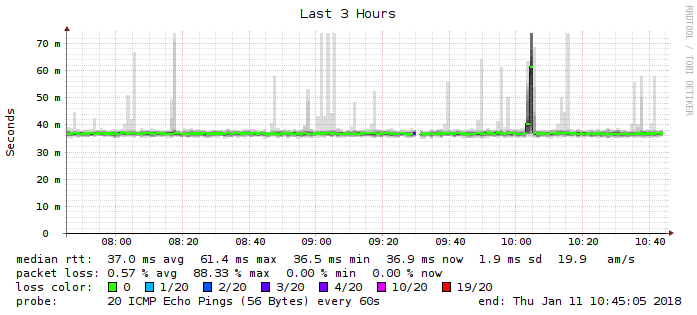 Last 3 Hours
RRDTOOL / TOBI OETIKER
Seconds
70 m
60 m
50 m
40 m
30 m
20 m
10 m
0
08:00 08:20 08:40 09:00 09:20 09:40 10:00 10:20 10:40
median rtt: 37.0 ms avg 61.4 ms max 36.5 ms min 36.9 ms now 1.9 ms sd 19.9 am/s
packet loss: 0.57 % avg 88.33 % max 0.00 % min 0.00 % now
loss color: 0 1/20 2/20 3/20 4/20 10/20 19/20
probe: 20 ICMP Echo Pings (56 Bytes) every 60s end: Thu Jan 11 10:45:05 2018